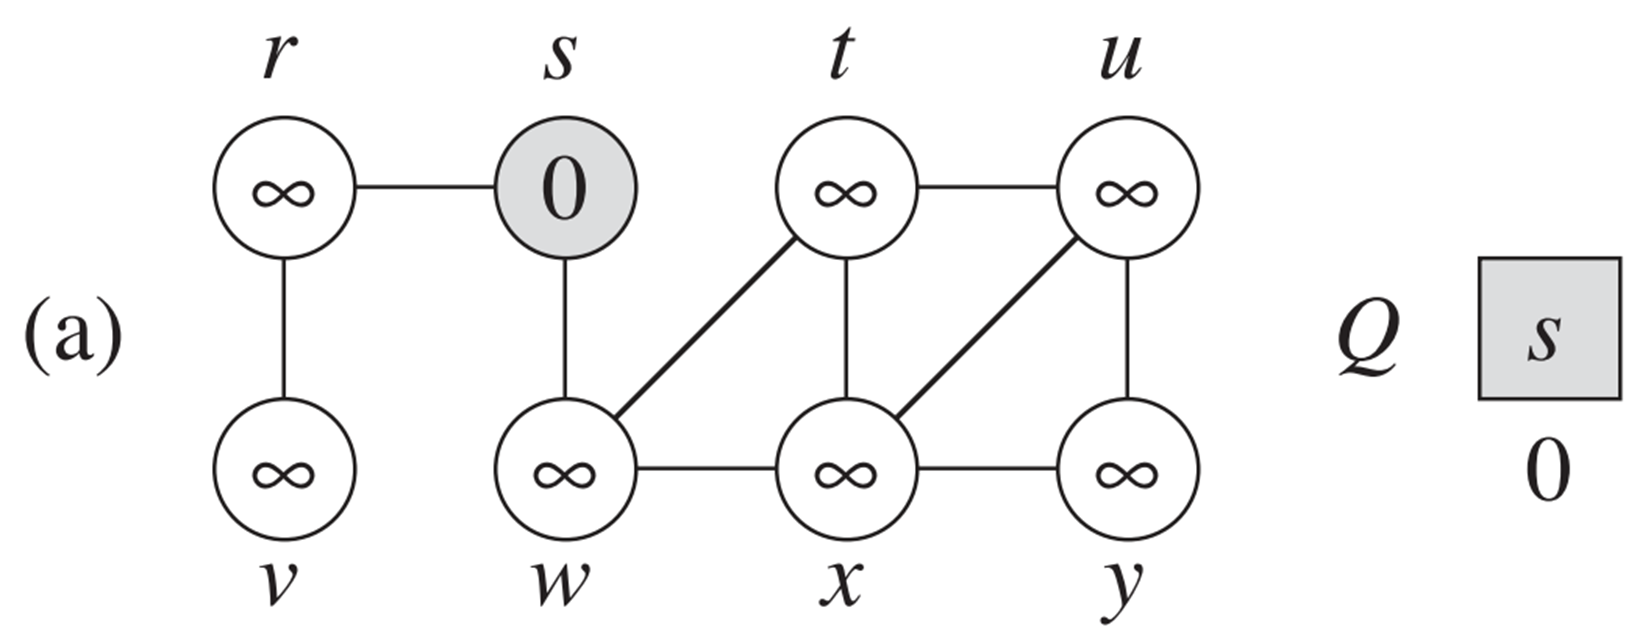 r s t u
∞ 0 ∞ ∞
(a) Q s
∞ ∞ ∞ ∞ 0
v w x y